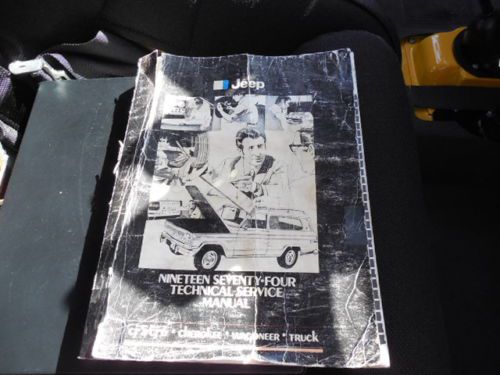 Jeep
NINETEEN SEVENTY-FOUR
TECHNICAL SERVICE
MANUAL
CJ5 CJ6 • CHEROKEE • WAGONEER • TRUCK